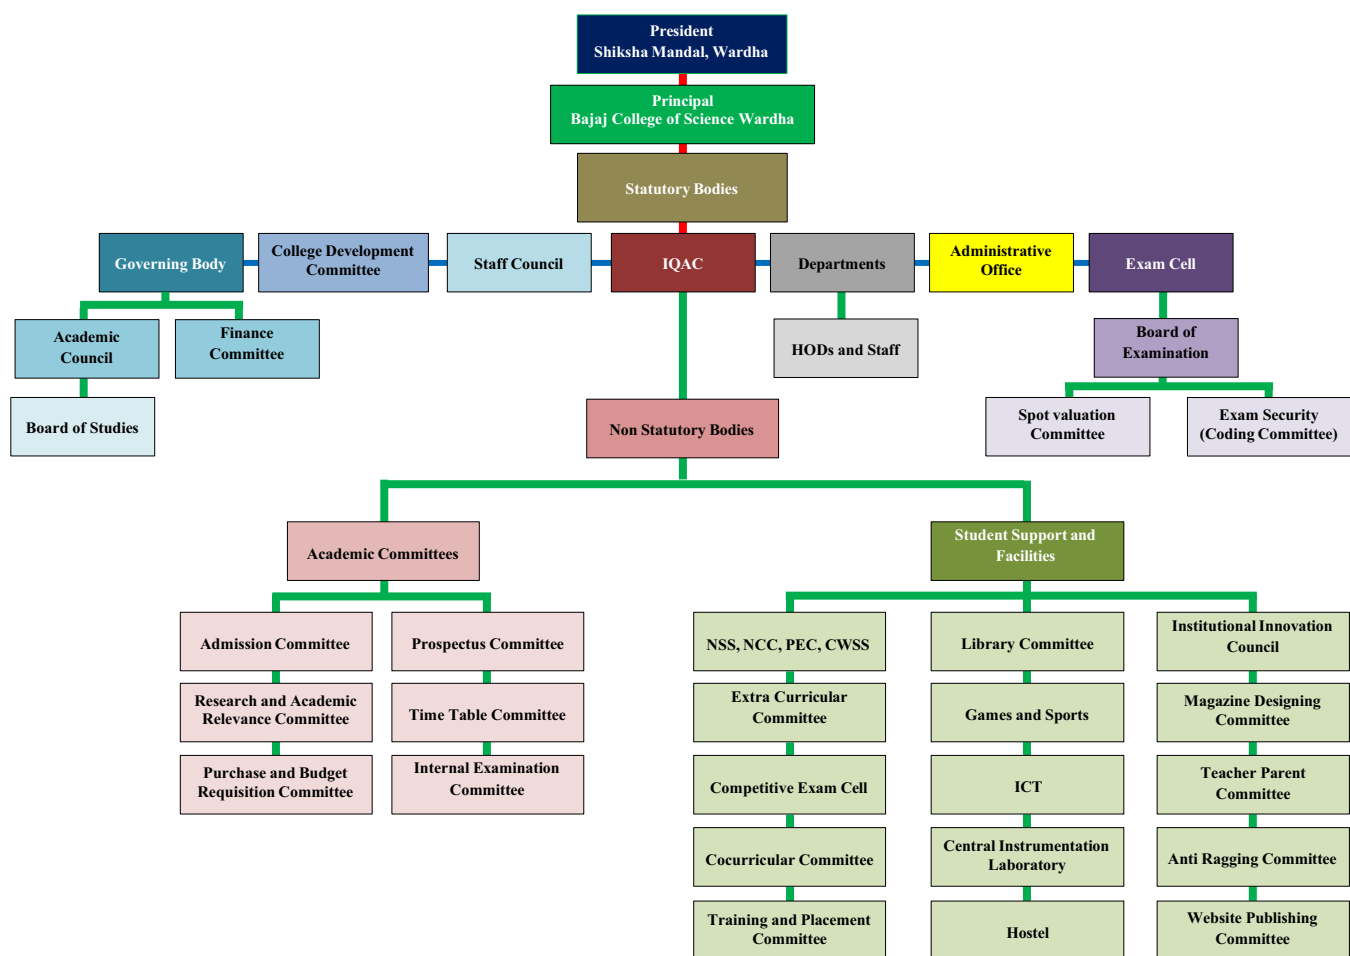 President
Shiksha Mandal, Wardha
Principal
Bajaj College of Science Wardha
Statutory Bodies
Governing Body
College Development
Committee
Staff Council
IQAC
Departments
Administrative
Office
Exam Cell
Academic
Council
Finance
Committee
HODs and Staff
Board of
Examination
Board of Studies
Non Statutory Bodies
Spot valuation
Committee
Exam Security
(Coding Committee)
Academic Committees
Student Support and
Facilities
Admission Committee
Prospectus Committee
NSS, NCC, PEC, CWSS
Library Committee
Institutional Innovation
Council
Research and Academic
Relevance Committee
Time Table Committee
Extra Curricular
Committee
Games and Sports
Magazine Designing
Committee
Purchase and Budget
Requisition Committee
Internal Examination
Committee
Competitive Exam Cell
ICT
Teacher Parent
Committee
Cocurricular Committee
Central Instrumentation
Laboratory
Anti Ragging Committee
Training and Placement
Committee
Hostel
Website Publishing
Committee